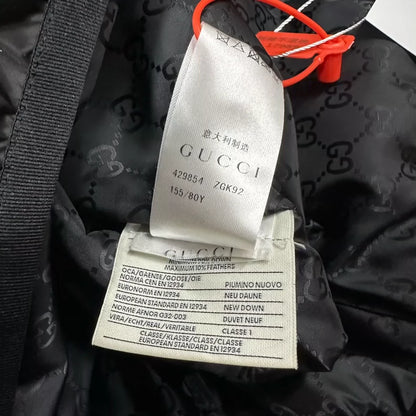 意大利制造
GUCCI
429854 ZGK92
155/80Y
GUCCI
MAXIMUM 10% FEATHERS
OCA/GAENSE/GOOSE/OIE PIUMINO NUOVO
NORMA CEN EN 12934 NEU DAUNE
EURONORM EN 12934 NEW DOWN
EUROPEAN STANDARD EN 12934 DUVET NEUF
NORME AFNOR G32-003 CLASSE 1
VERA/ECHT/REAL/VERITABLE
CLASSE/KLASSE/CLASS/CLASSE
EUROPEAN STANDARD EN 12934